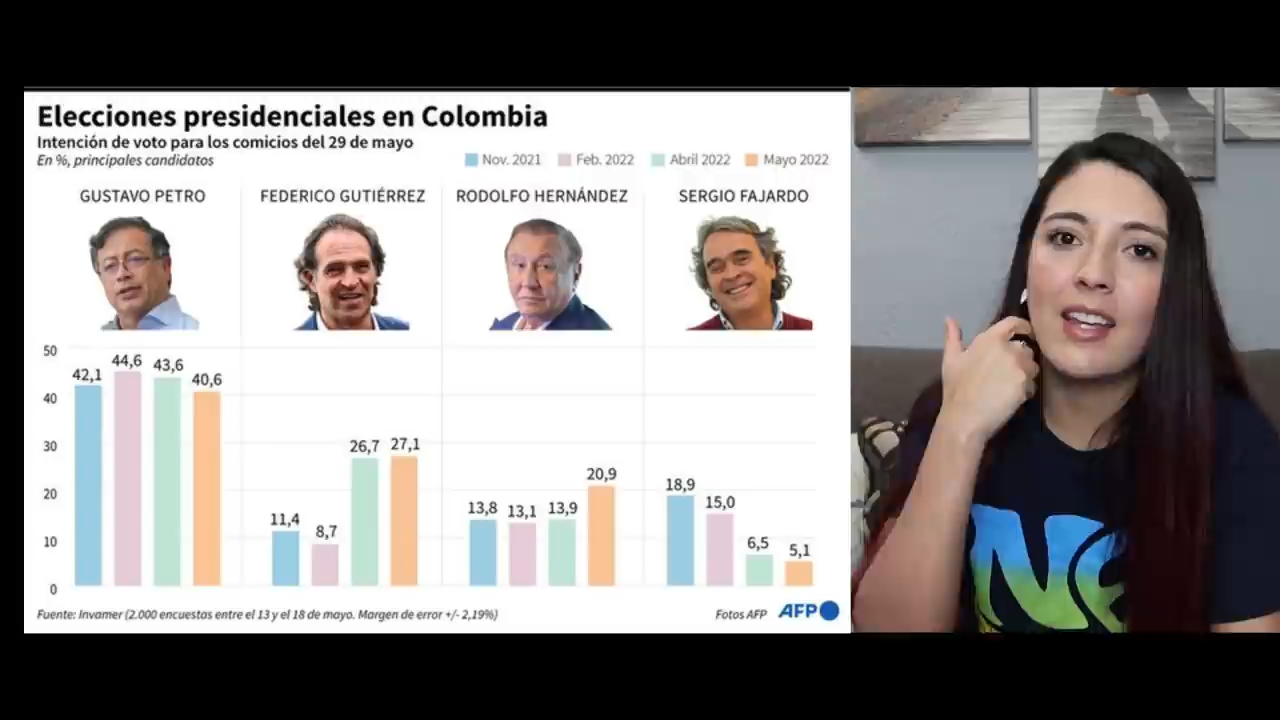 Elecciones presidenciales en Colombia
Intención de voto para los comicios del 29 de mayo
En %, principales candidatos
Nov. 2021 Feb. 2022 Abril 2022 Mayo 2022
GUSTAVO PETRO FEDERICO GUTIÉRREZ RODOLFO HERNÁNDEZ SERGIO FAJARDO
50
40
30
20
10
0
42,1 44,6 43,6 40,6
11,4 8,7 26,7 27,1
13,8 13,1 13,9 20,9
18,9 15,0 6,5 5,1
Fuente: Invamer (2.000 encuestas entre el 13 y el 18 de mayo. Margen de error +/- 2,19%)
Fotos AFP AFP